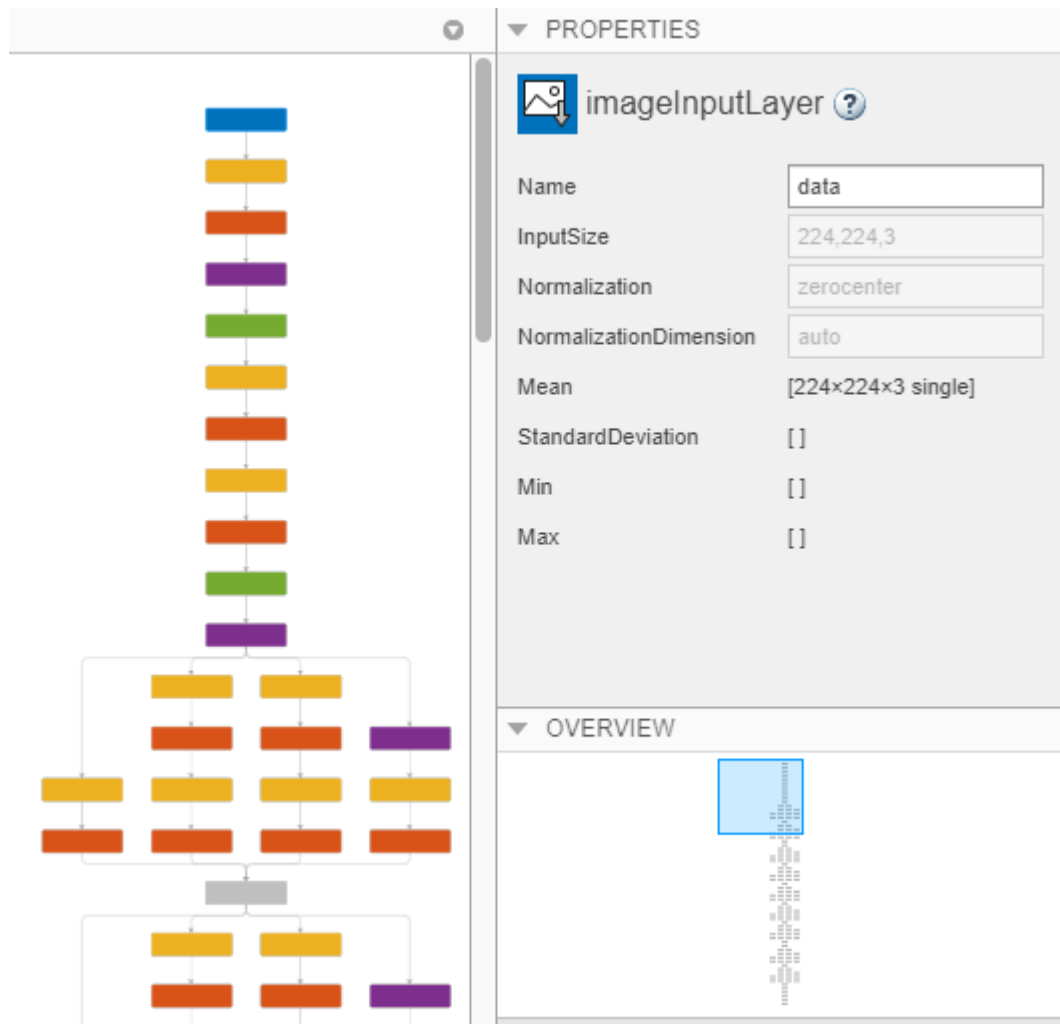 PROPERTIES
imageInputLayer ?
Name data
InputSize 224,224,3
Normalization zerocenter
NormalizationDimension auto
Mean [224×224×3 single]
StandardDeviation [ ]
Min [ ]
Max [ ]
OVERVIEW